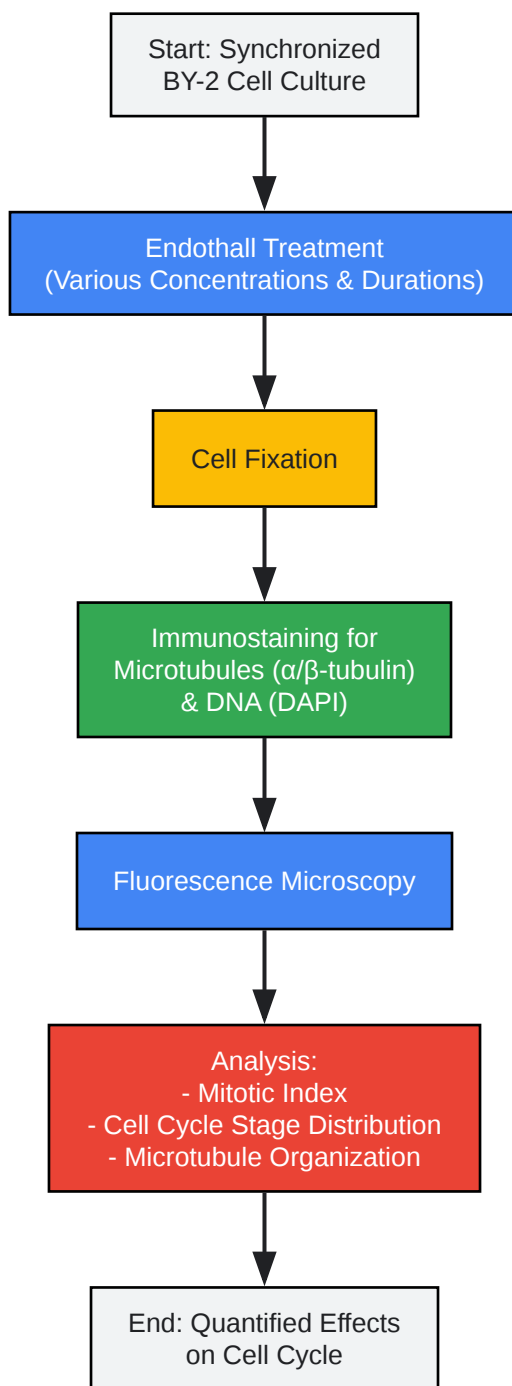 Start: Synchronized
BY-2 Cell Culture
Endothall Treatment
(Various Concentrations & Durations)
Cell Fixation
Immunostaining for
Microtubules (α/β-tubulin)
& DNA (DAPI)
Fluorescence Microscopy
Analysis:
- Mitotic Index
- Cell Cycle Stage Distribution
- Microtubule Organization
End: Quantified Effects
on Cell Cycle